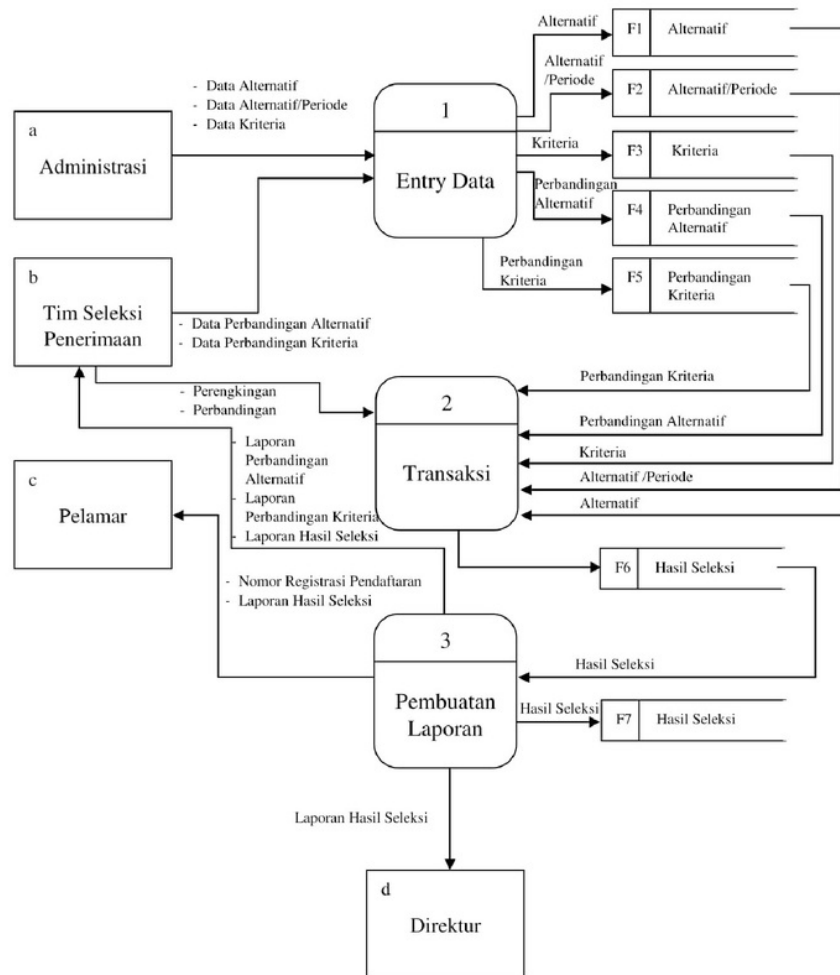 Alternatif
F1 Alternatif
Alternatif
/Periode
F2 Alternatif/Periode
- Data Alternatif
- Data Alternatif/Periode
- Data Kriteria
1
Entry Data
a
Administrasi
Kriteria
F3 Kriteria
Perbandingan
Alternatif
F4 Perbandingan
Alternatif
Perbandingan
Kriteria
F5 Perbandingan
Kriteria
b
Tim Seleksi
Penerimaan
- Data Perbandingan Alternatif
- Data Perbandingan Kriteria
- Perengkingan
- Perbandingan
2
Transaksi
Perbandingan Kriteria
Perbandingan Alternatif
Kriteria
Alternatif /Periode
Alternatif
- Laporan
Perbandingan
Alternatif
- Laporan
Perbandingan Kriteria
- Laporan Hasil Seleksi
c
Pelamar
F6 Hasil Seleksi
- Nomor Registrasi Pendaftaran
- Laporan Hasil Seleksi
3
Pembuatan
Laporan
Hasil Seleksi
Hasil Seleksi
F7 Hasil Seleksi
Laporan Hasil Seleksi
d
Direktur